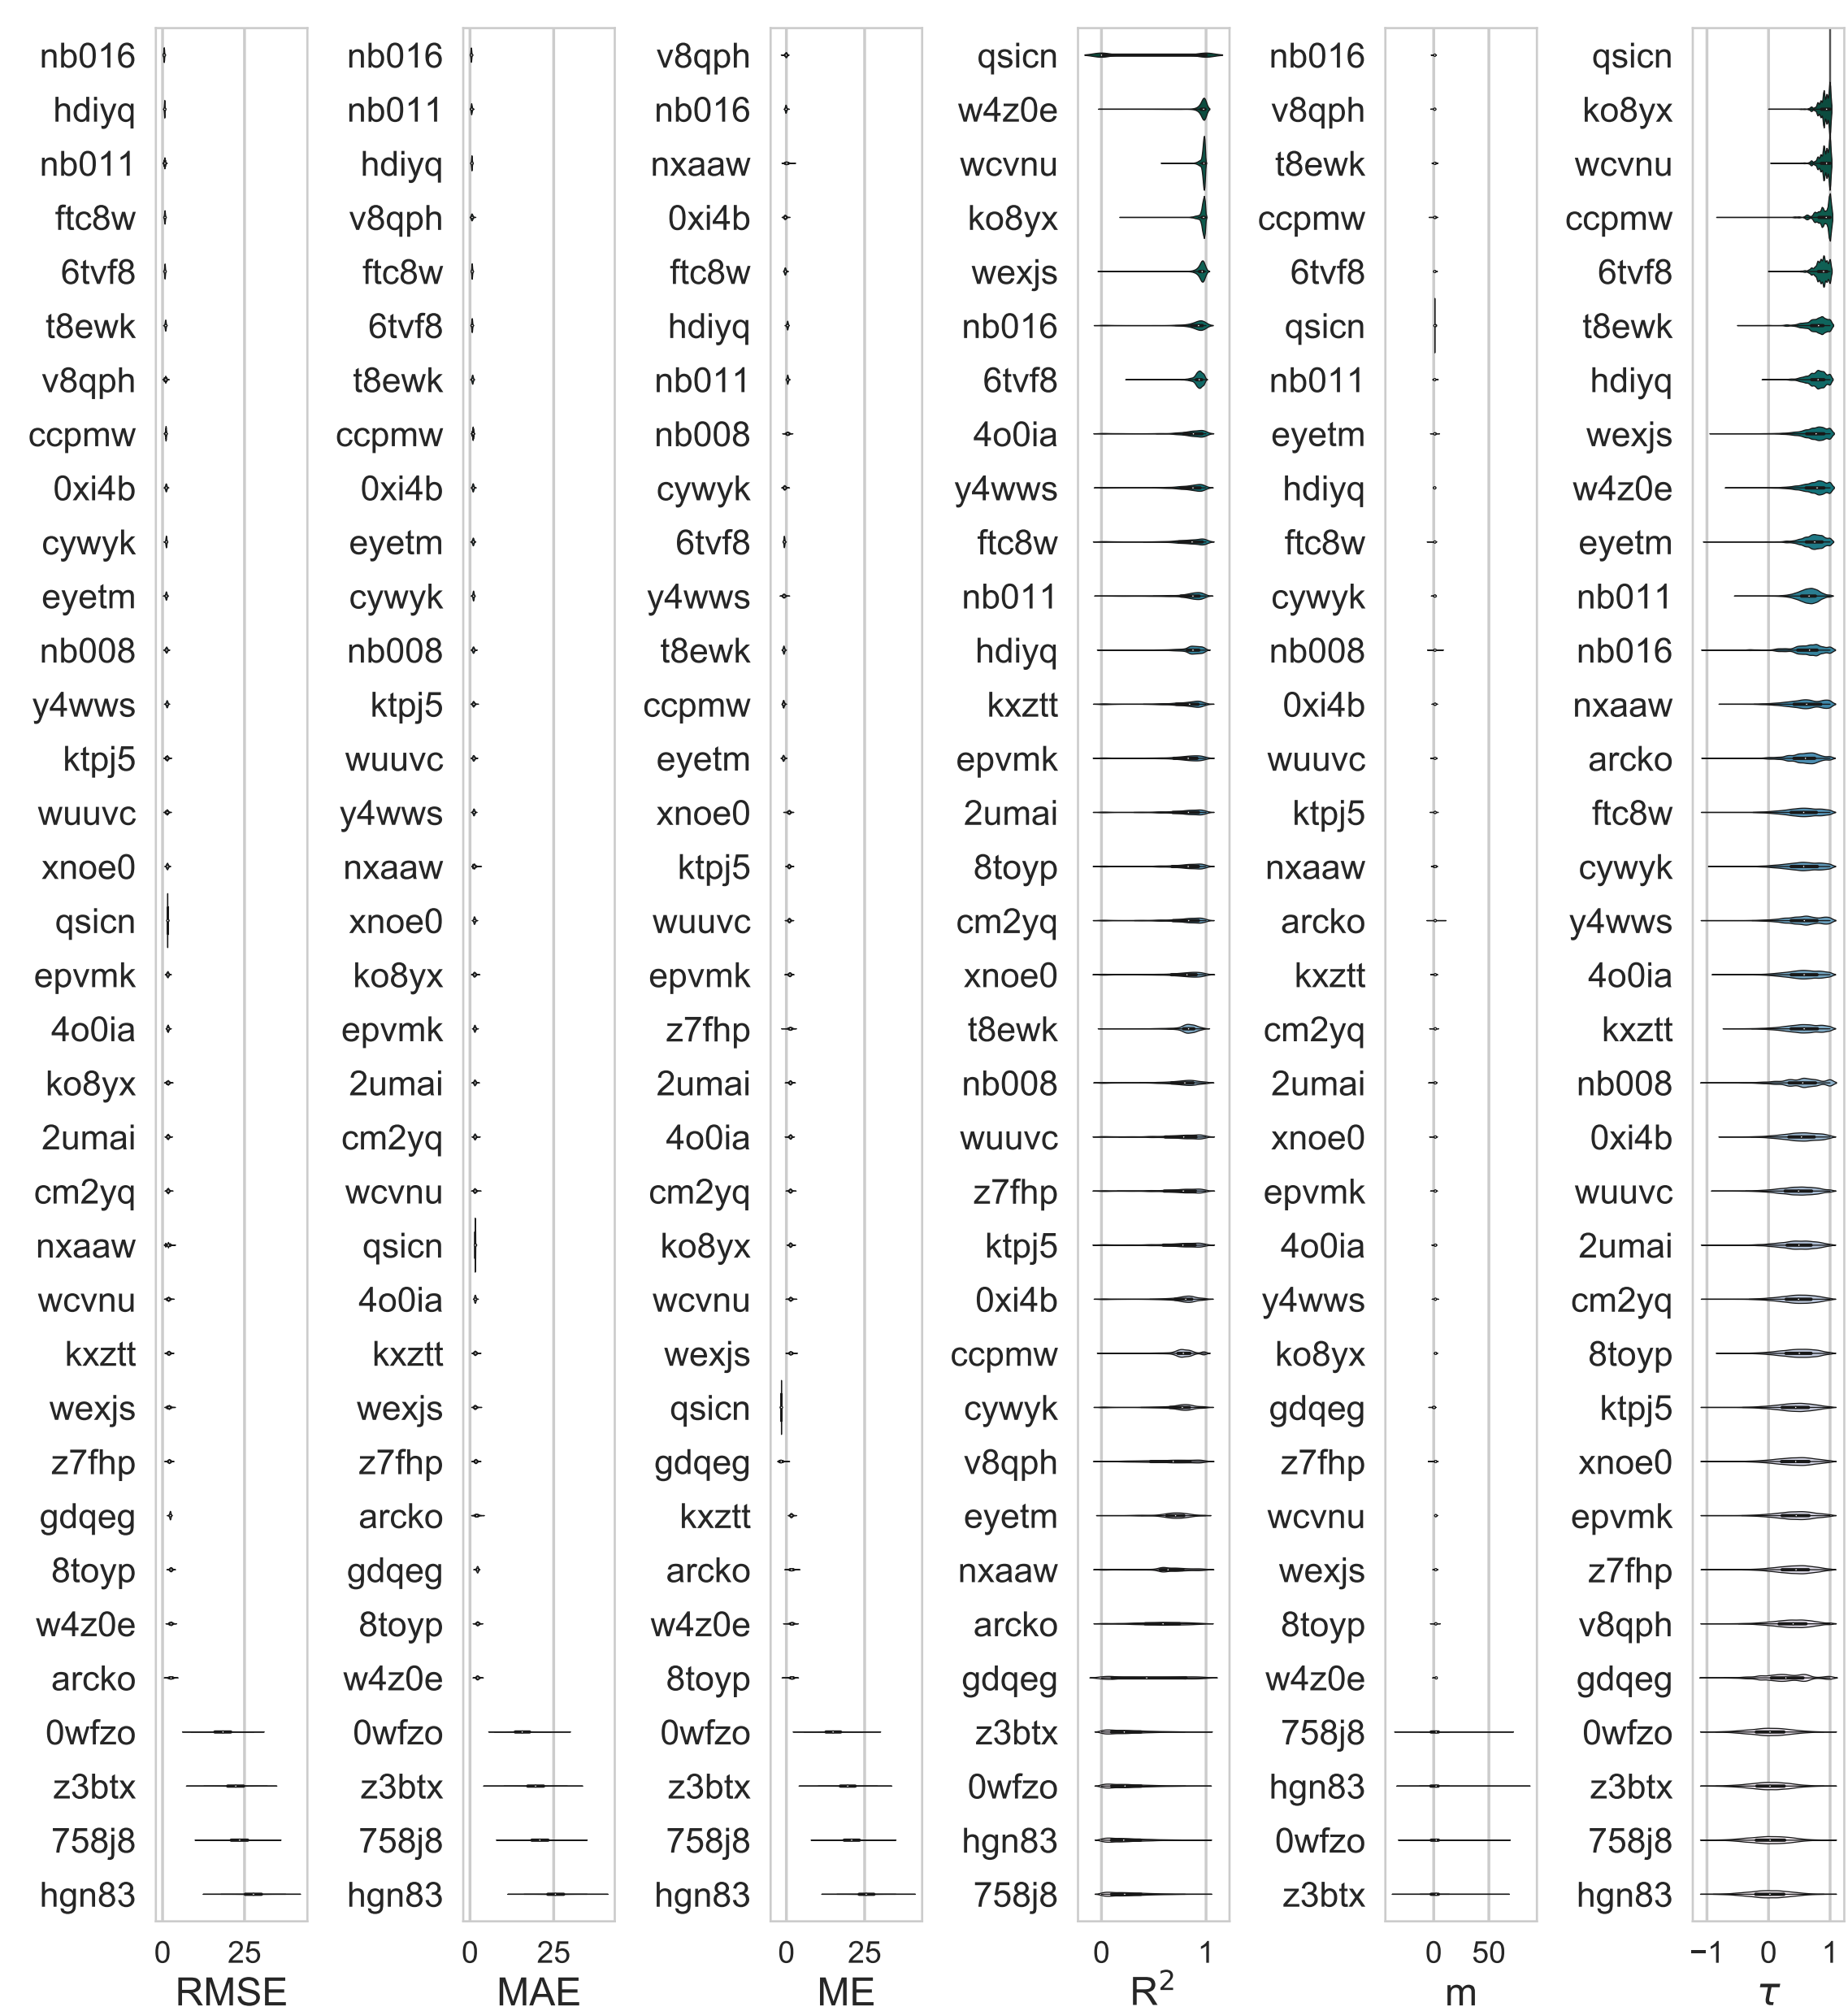 nb016 nb016 v8qph qsicn nb016 qsicn
hdiyq nb011 nb016 w4z0e v8qph ko8yx
nb011 hdiyq nxaaw wcvnu t8ewk wcvnu
ftc8w v8qph 0xi4b ko8yx ccpmw ccpmw
6tvf8 ftc8w ftc8w wexjs 6tvf8 6tvf8
t8ewk 6tvf8 hdiyq nb016 qsicn t8ewk
v8qph t8ewk nb011 6tvf8 nb011 hdiyq
ccpmw ccpmw nb008 4o0ia eyetm wexjs
0xi4b 0xi4b cywyk y4wws hdiyq w4z0e
cywyk eyetm 6tvf8 ftc8w ftc8w eyetm
eyetm cywyk y4wws nb011 cywyk nb011
nb008 nb008 t8ewk hdiyq nb008 nb016
y4wws ktpj5 ccpmw kxztt 0xi4b nxaaw
ktpj5 wuuvc eyetm epvmk wuuvc arcko
wuuvc y4wws xnoe0 2umai ktpj5 ftc8w
xnoe0 nxaaw ktpj5 8toyp nxaaw cywyk
qsicn xnoe0 wuuvc cm2yq arcko y4wws
epvmk ko8yx epvmk xnoe0 kxztt 4o0ia
4o0ia epvmk z7fhp t8ewk cm2yq kxztt
ko8yx 2umai 2umai nb008 2umai nb008
2umai cm2yq 4o0ia wuuvc xnoe0 0xi4b
cm2yq wcvnu cm2yq z7fhp epvmk wuuvc
nxaaw qsicn ko8yx ktpj5 4o0ia 2umai
wcvnu 4o0ia wcvnu 0xi4b y4wws cm2yq
kxztt kxztt wexjs ccpmw ko8yx 8toyp
wexjs wexjs qsicn cywyk gdqeg ktpj5
z7fhp z7fhp gdqeg v8qph z7fhp xnoe0
gdqeg arcko kxztt eyetm wcvnu epvmk
8toyp gdqeg arcko nxaaw wexjs z7fhp
w4z0e 8toyp w4z0e arcko 8toyp v8qph
arcko w4z0e 8toyp gdqeg w4z0e gdqeg
0wfzo 0wfzo 0wfzo z3btx 758j8 0wfzo
z3btx z3btx z3btx 0wfzo hgn83 z3btx
758j8 758j8 758j8 hgn83 0wfzo 758j8
hgn83 hgn83 hgn83 758j8 z3btx hgn83
0 25 0 25 0 25 0 1 0 50 −1 0 1
RMSE MAE ME R² m τ